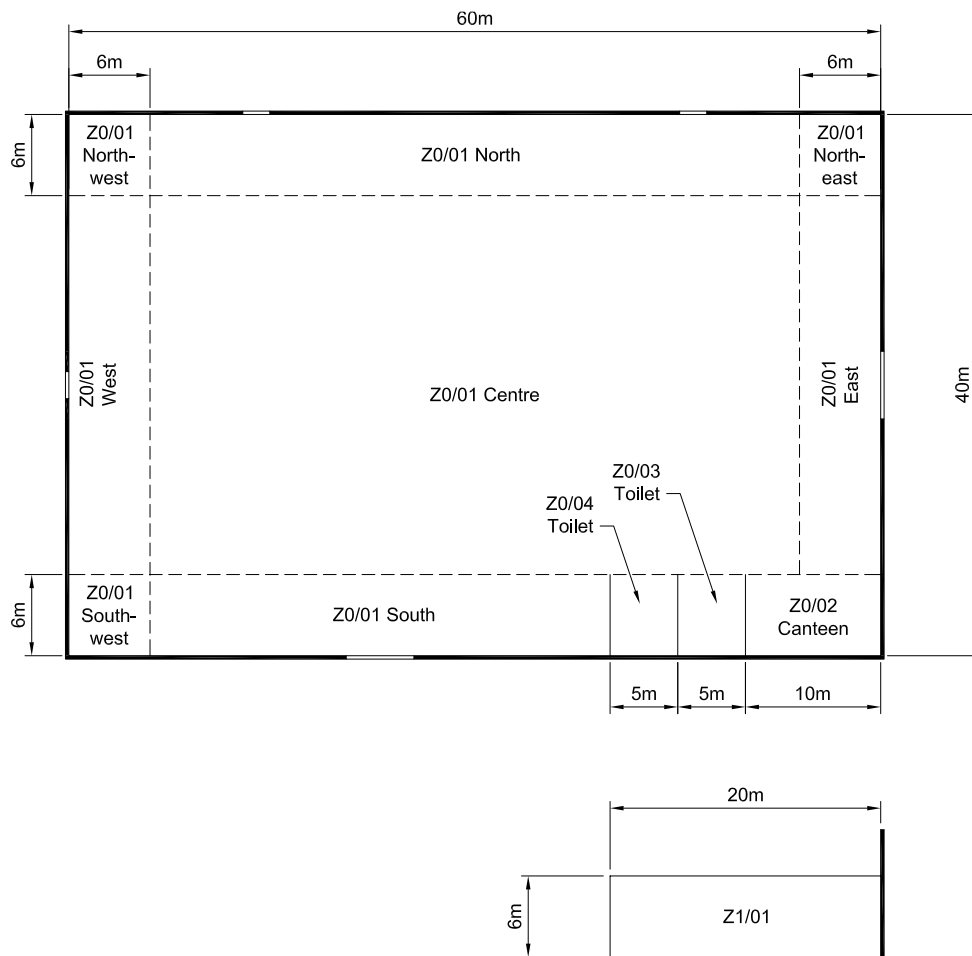 60m
6m
6m
6m
Z0/01
North-
west
Z0/01 North
Z0/01
North-
east
Z0/01
West
Z0/01 Centre
Z0/01
East
40m
Z0/03
Toilet
Z0/04
Toilet
6m
Z0/01
South-
west
Z0/01 South
Z0/02
Canteen
5m
5m
10m
20m
6m
Z1/01